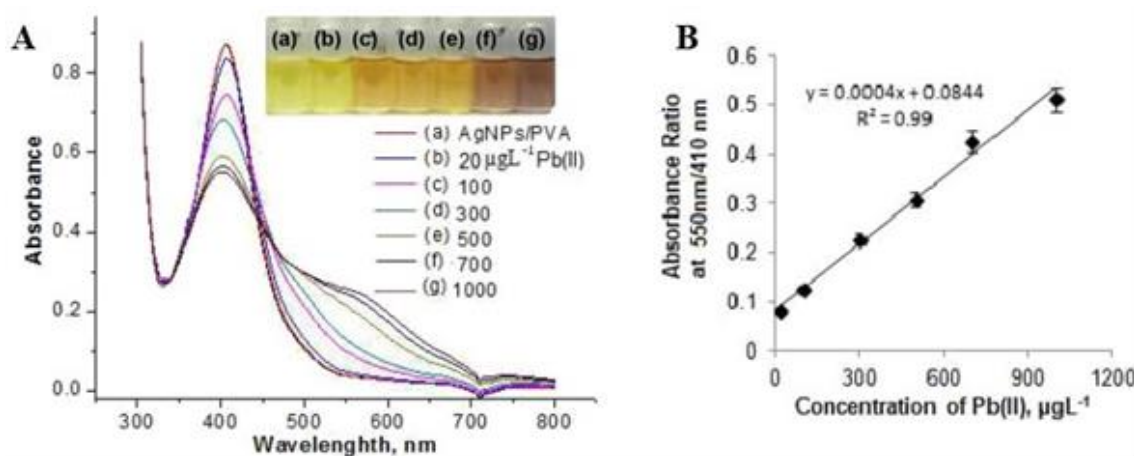 A
(a) (b) (c) (d) (e) (f) (g)
(a) AgNPs/PVA
(b) 20 µgL⁻¹Pb(II)
(c) 100
(d) 300
(e) 500
(f) 700
(g) 1000
Absorbance
0.8
0.6
0.4
0.2
0.0
300 400 500 600 700 800
Wavelenghth, nm
B
y = 0.0004x + 0.0844
R² = 0.99
Absorbance Ratio
at 550nm/410 nm
0.6
0.5
0.4
0.3
0.2
0.1
0
0 300 600 900 1200
Concentration of Pb(II), µgL⁻¹